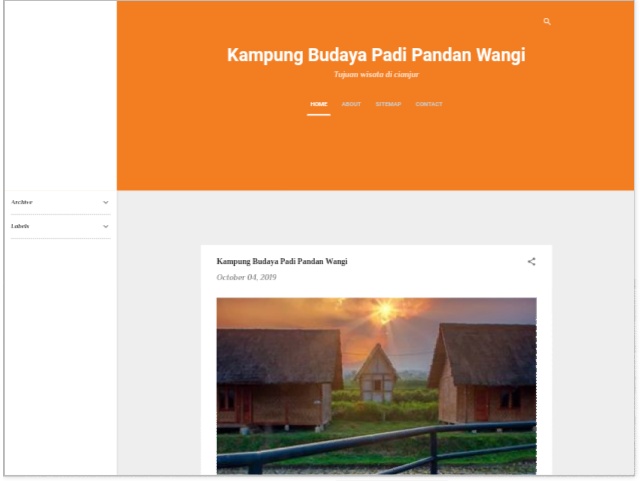 Kampung Budaya Padi Pandan Wangi
Tujuan wisata di cianjur
HOME ABOUT SITEMAP CONTACT
Archive
Labels
Kampung Budaya Padi Pandan Wangi
October 04, 2019